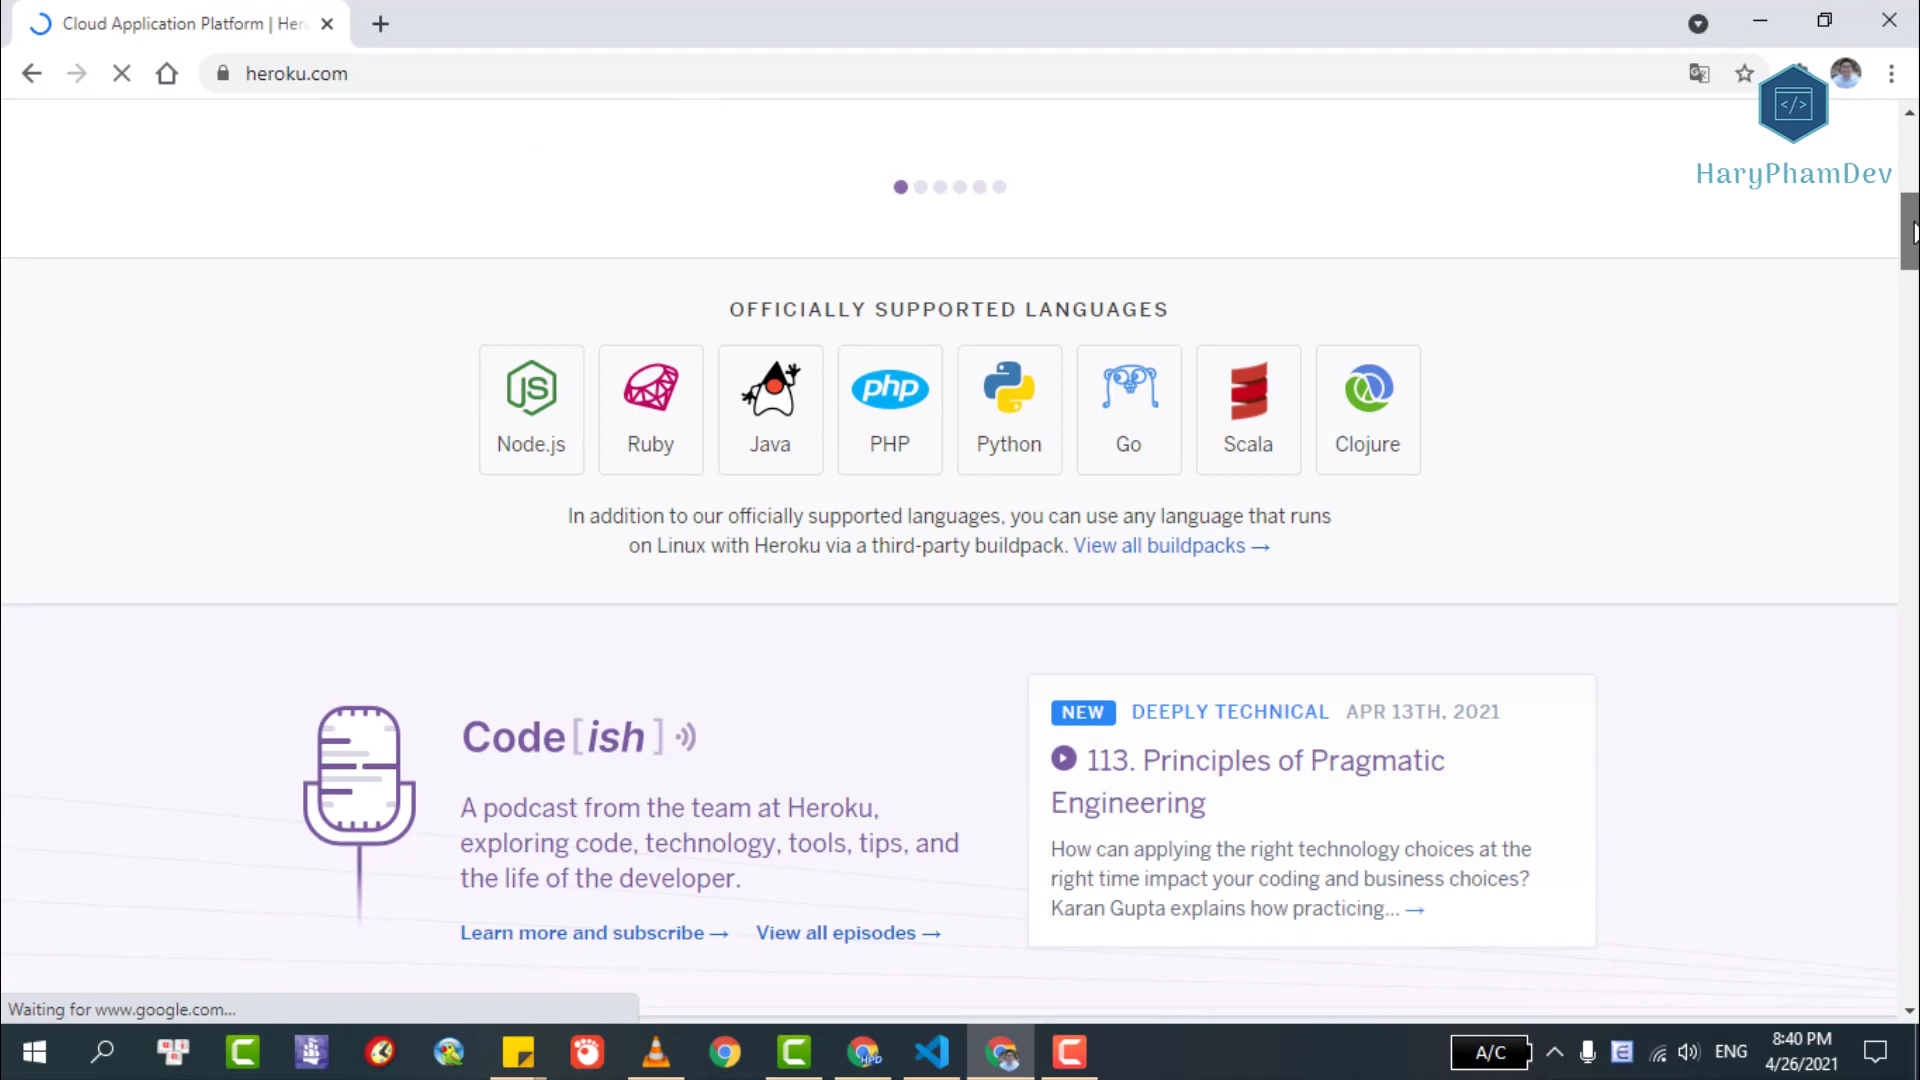 Cloud Application Platform | Her
heroku.com
HaryPhamDev
OFFICIALLY SUPPORTED LANGUAGES
JS
php
Node.js Ruby Java PHP Python Go Scala Clojure
In addition to our officially supported languages, you can use any language that runs
on Linux with Heroku via a third-party buildpack. View all buildpacks →
Code[ish]
A podcast from the team at Heroku,
exploring code, technology, tools, tips, and
the life of the developer.
Learn more and subscribe → View all episodes →
NEW DEEPLY TECHNICAL APR 13TH, 2021
113. Principles of Pragmatic
Engineering
How can applying the right technology choices at the
right time impact your coding and business choices?
Karan Gupta explains how practicing... →
Waiting for www.google.com...
HPD
A/C
ENG
8:40 PM
4/26/2021